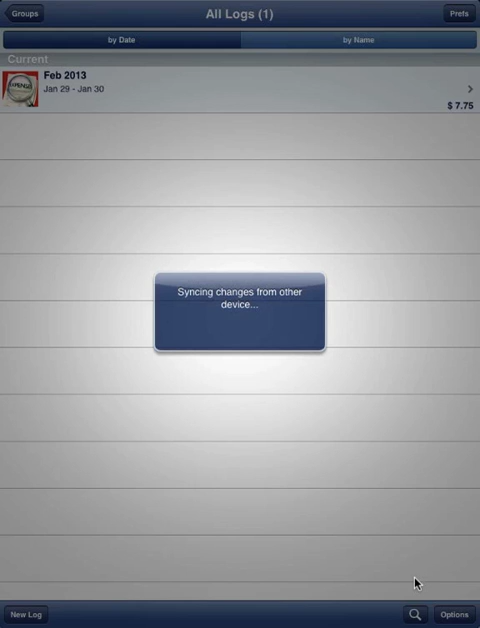 Groups
All Logs (1)
Prefs
by Date
by Name
Current
Feb 2013
Jan 29 - Jan 30
$ 7.75
Syncing changes from other
device...
New Log
Options